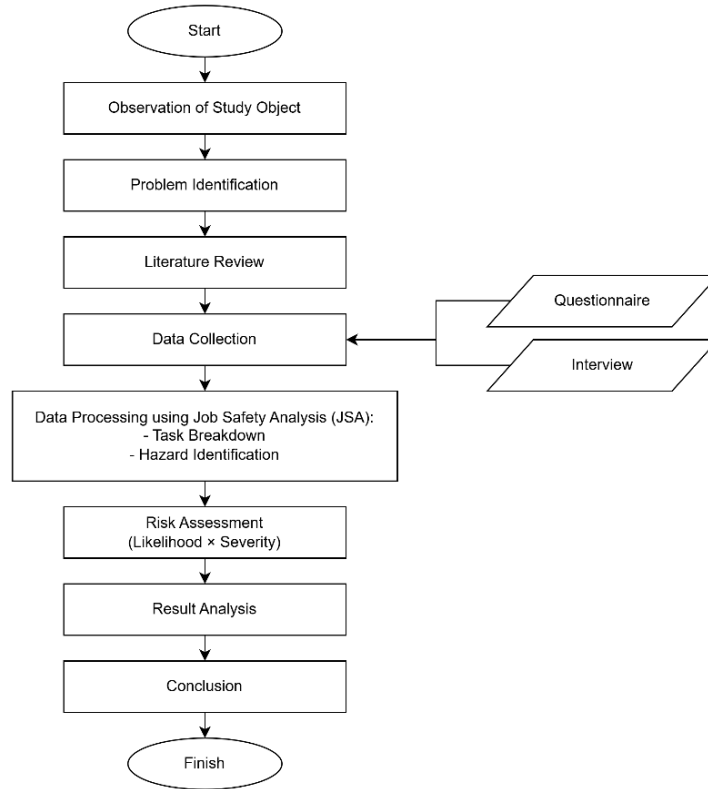 Start
Observation of Study Object
Problem Identification
Literature Review
Questionnaire
Data Collection
Interview
Data Processing using Job Safety Analysis (JSA):
- Task Breakdown
- Hazard Identification
Risk Assessment
(Likelihood × Severity)
Result Analysis
Conclusion
Finish